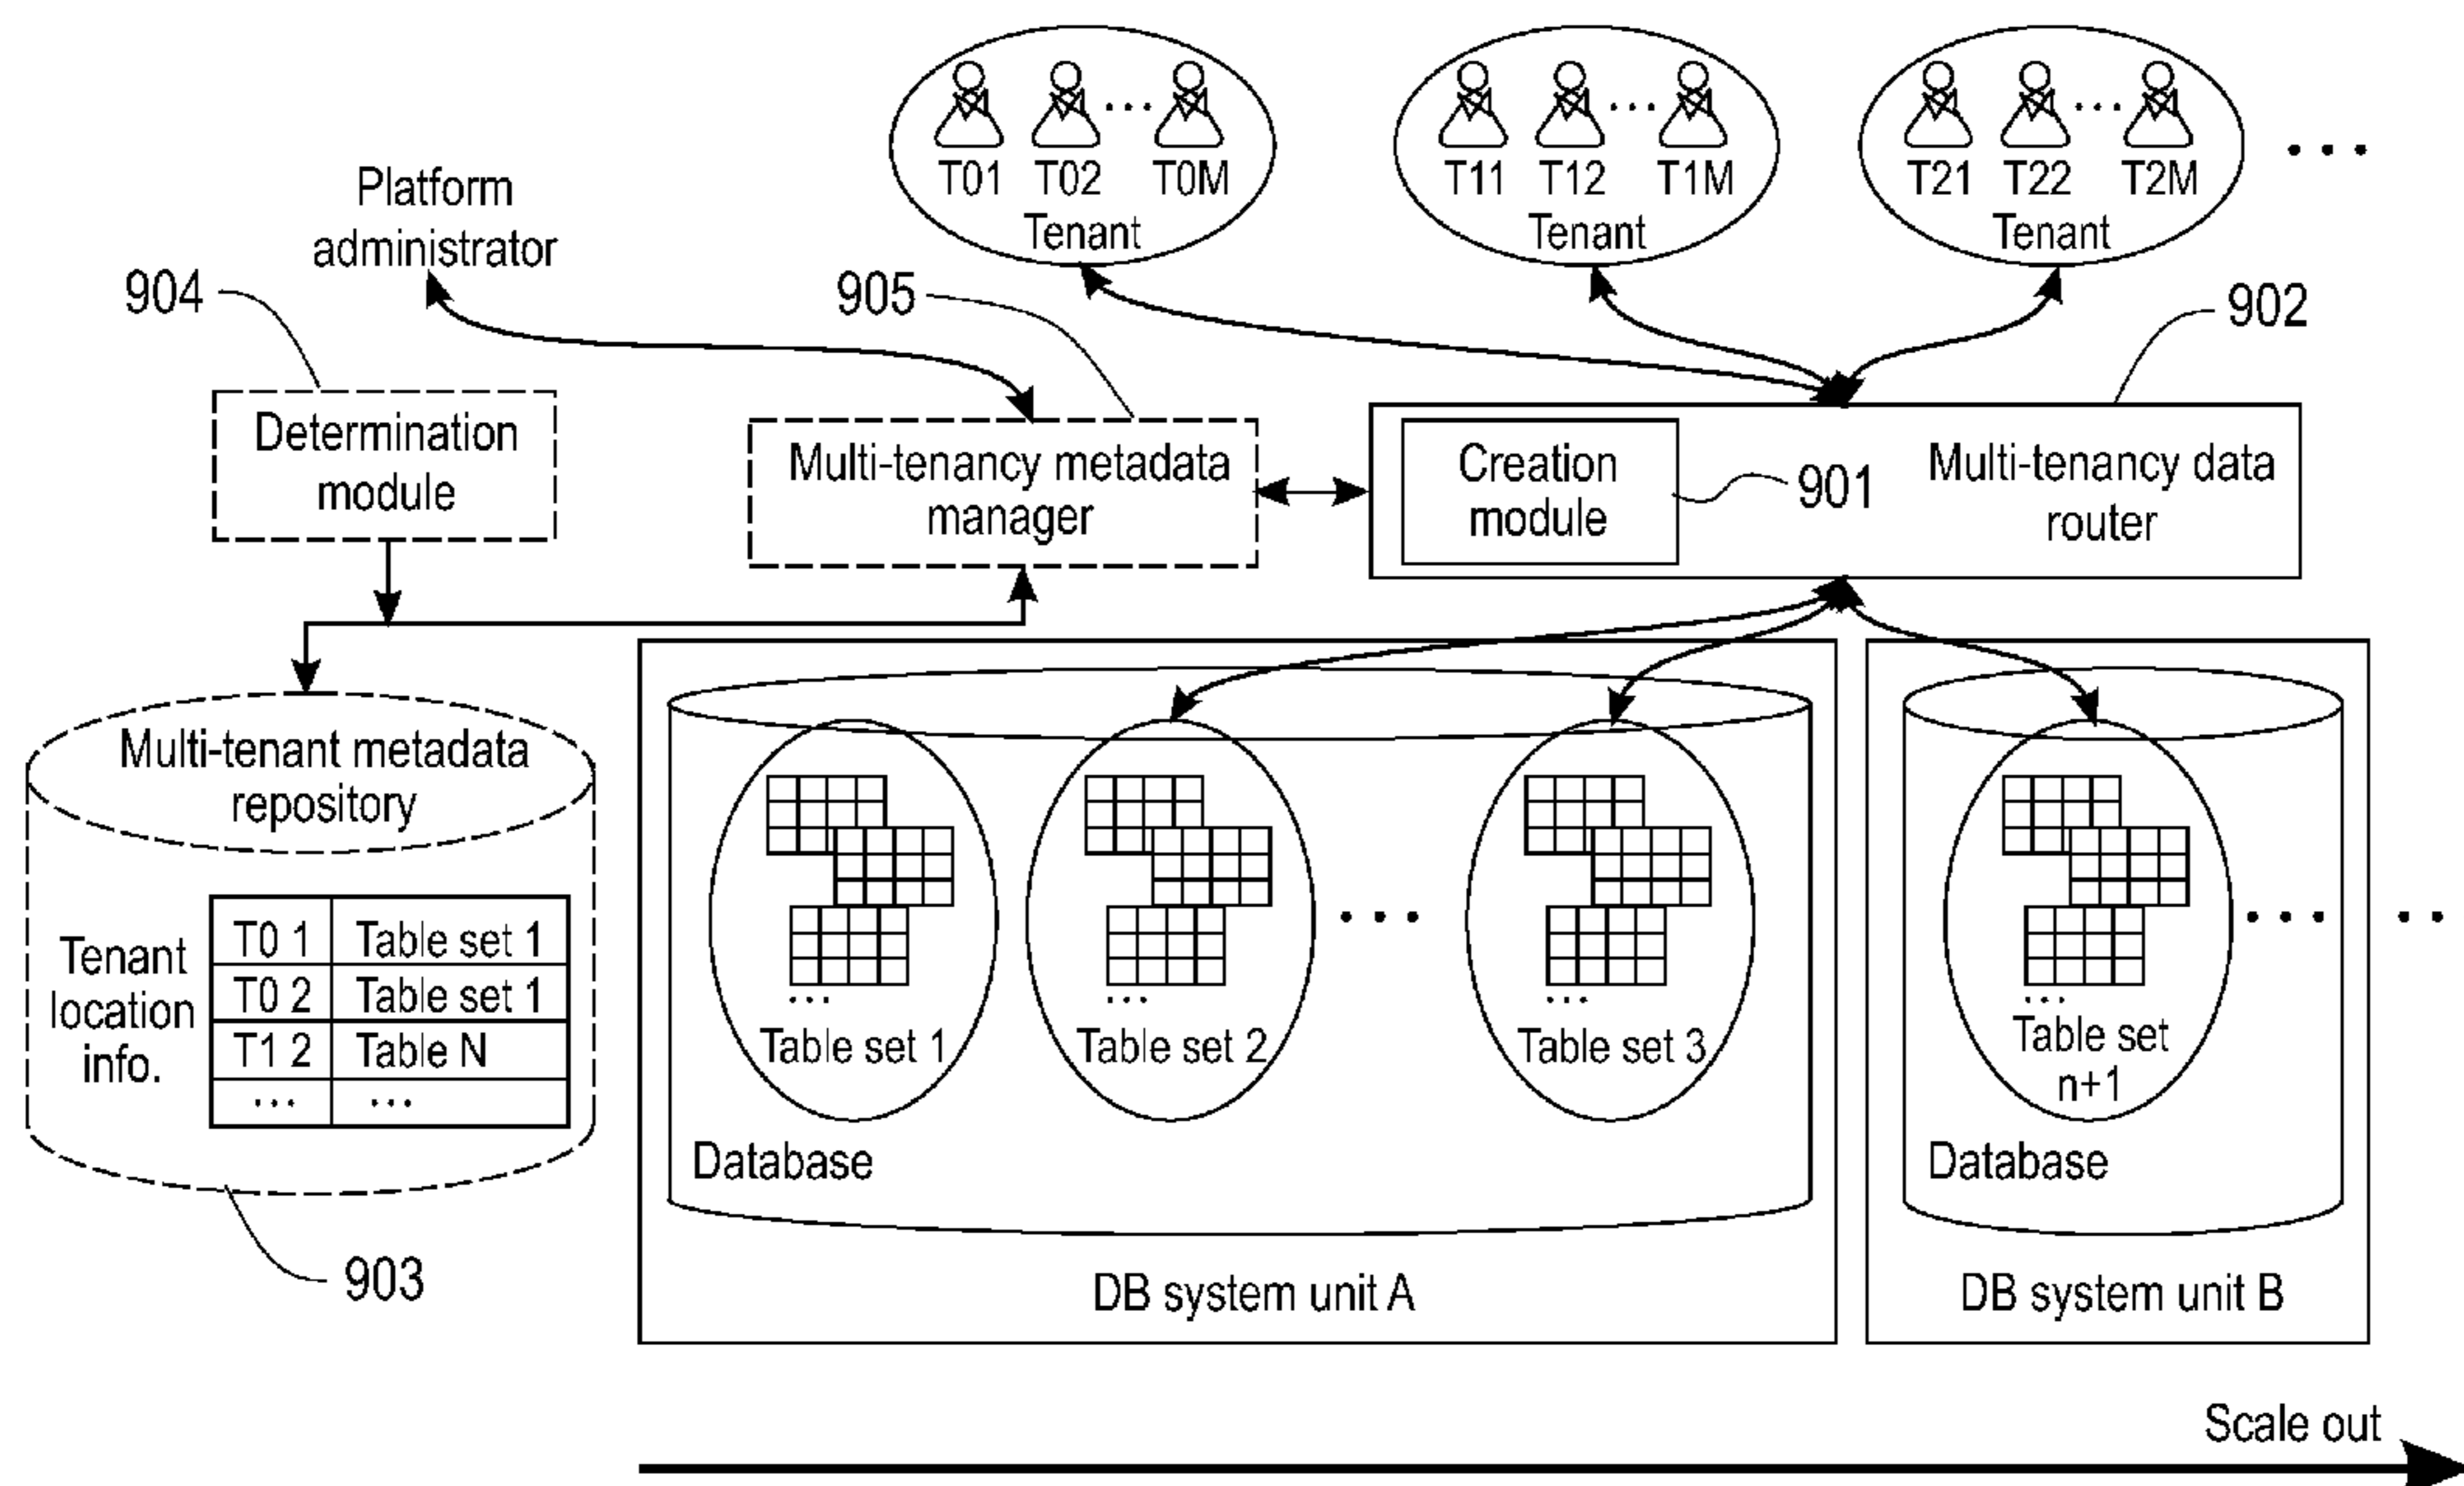 T01 T02 ... T0M
Tenant
T11 T12 ... T1M
Tenant
T21 T22 ... T2M
Tenant
...
Platform
administrator
904
905
902
Determination
module
Multi-tenancy metadata
manager
Creation
module
901
Multi-tenancy data
router
Multi-tenant metadata
repository
Tenant
location
info.
T0 1 Table set 1
T0 2 Table set 1
T1 2 Table N
... ...
903
...
Table set 1
...
Table set 2
...
...
Table set 3
Database
DB system unit A
...
Table set
n+1
...
..
Database
DB system unit B
Scale out